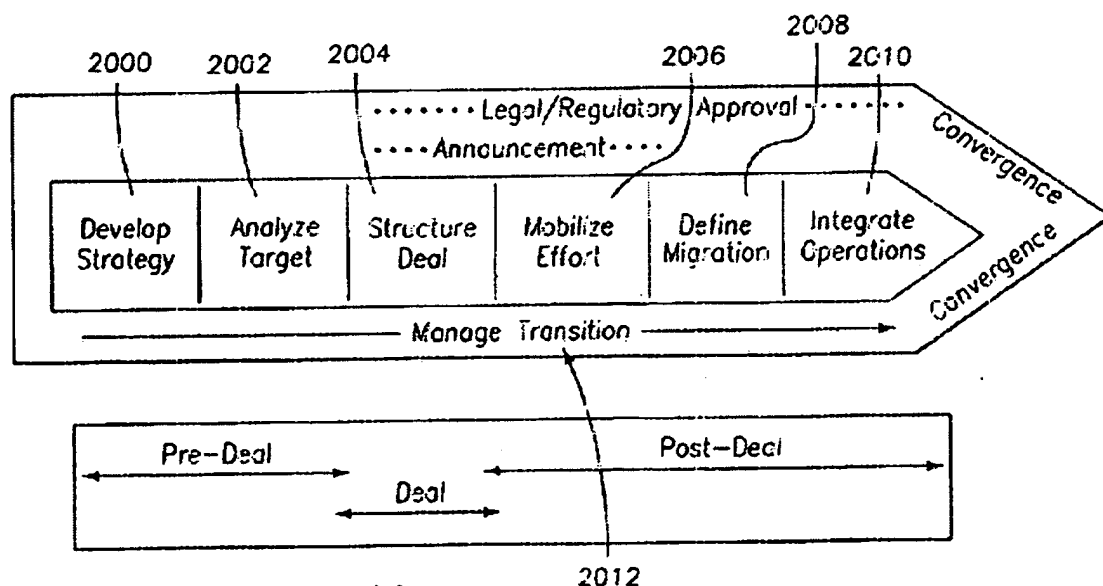 2008
2000 2002 2004 2006 2010
Legal/Regulatory Approval
Announcement
Convergence
Develop
Strategy
Analyze
Target
Structure
Deal
Mobilize
Effort
Define
Migration
Integrate
Operations
Convergence
Manage Transition
Pre-Deal
Post-Deal
Deal
2012